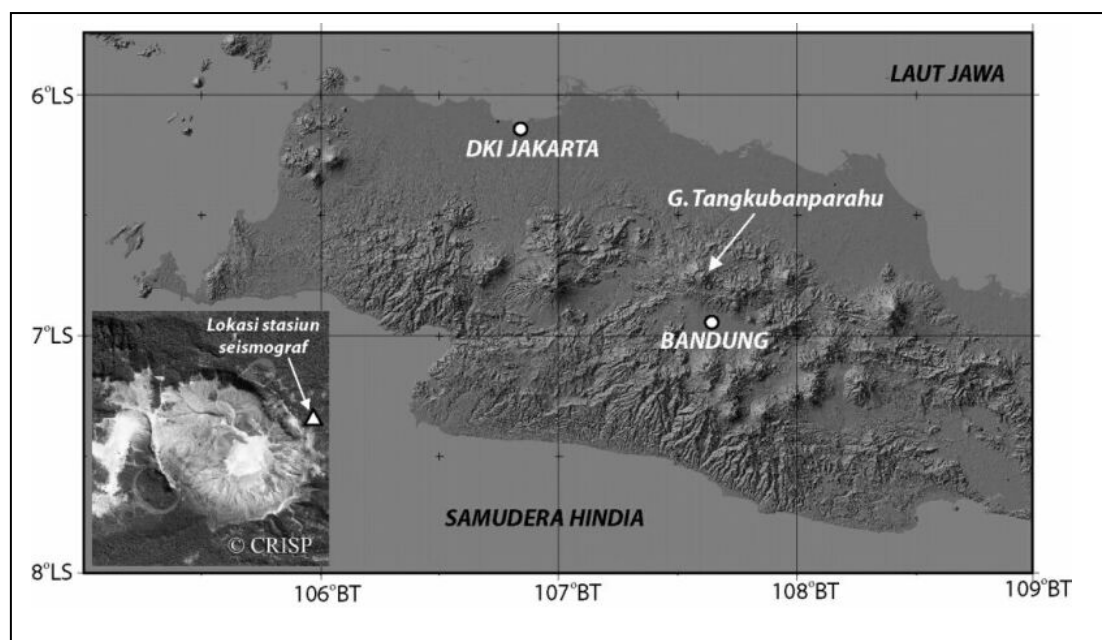 LAUT JAWA
6°LS
DKI JAKARTA
G. Tangkubanparahu
7°LS
BANDUNG
Lokasi stasiun
seismograf
SAMUDERA HINDIA
© CRISP
8°LS
106°BT
107°BT
108°BT
109°BT